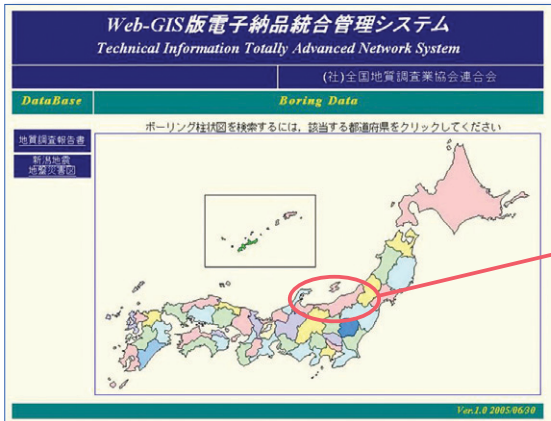 Web-GIS版電子納品統合管理システム
Technical Information Totally Advanced Network System
(社)全国地質調査業協会連合会
DataBase
Boring Data
ボーリング柱状図を検索するには，該当する都道府県をクリックしてください
地質調査報告書
新潟地震
地盤災害図
Ver.1.0 2005/06/30